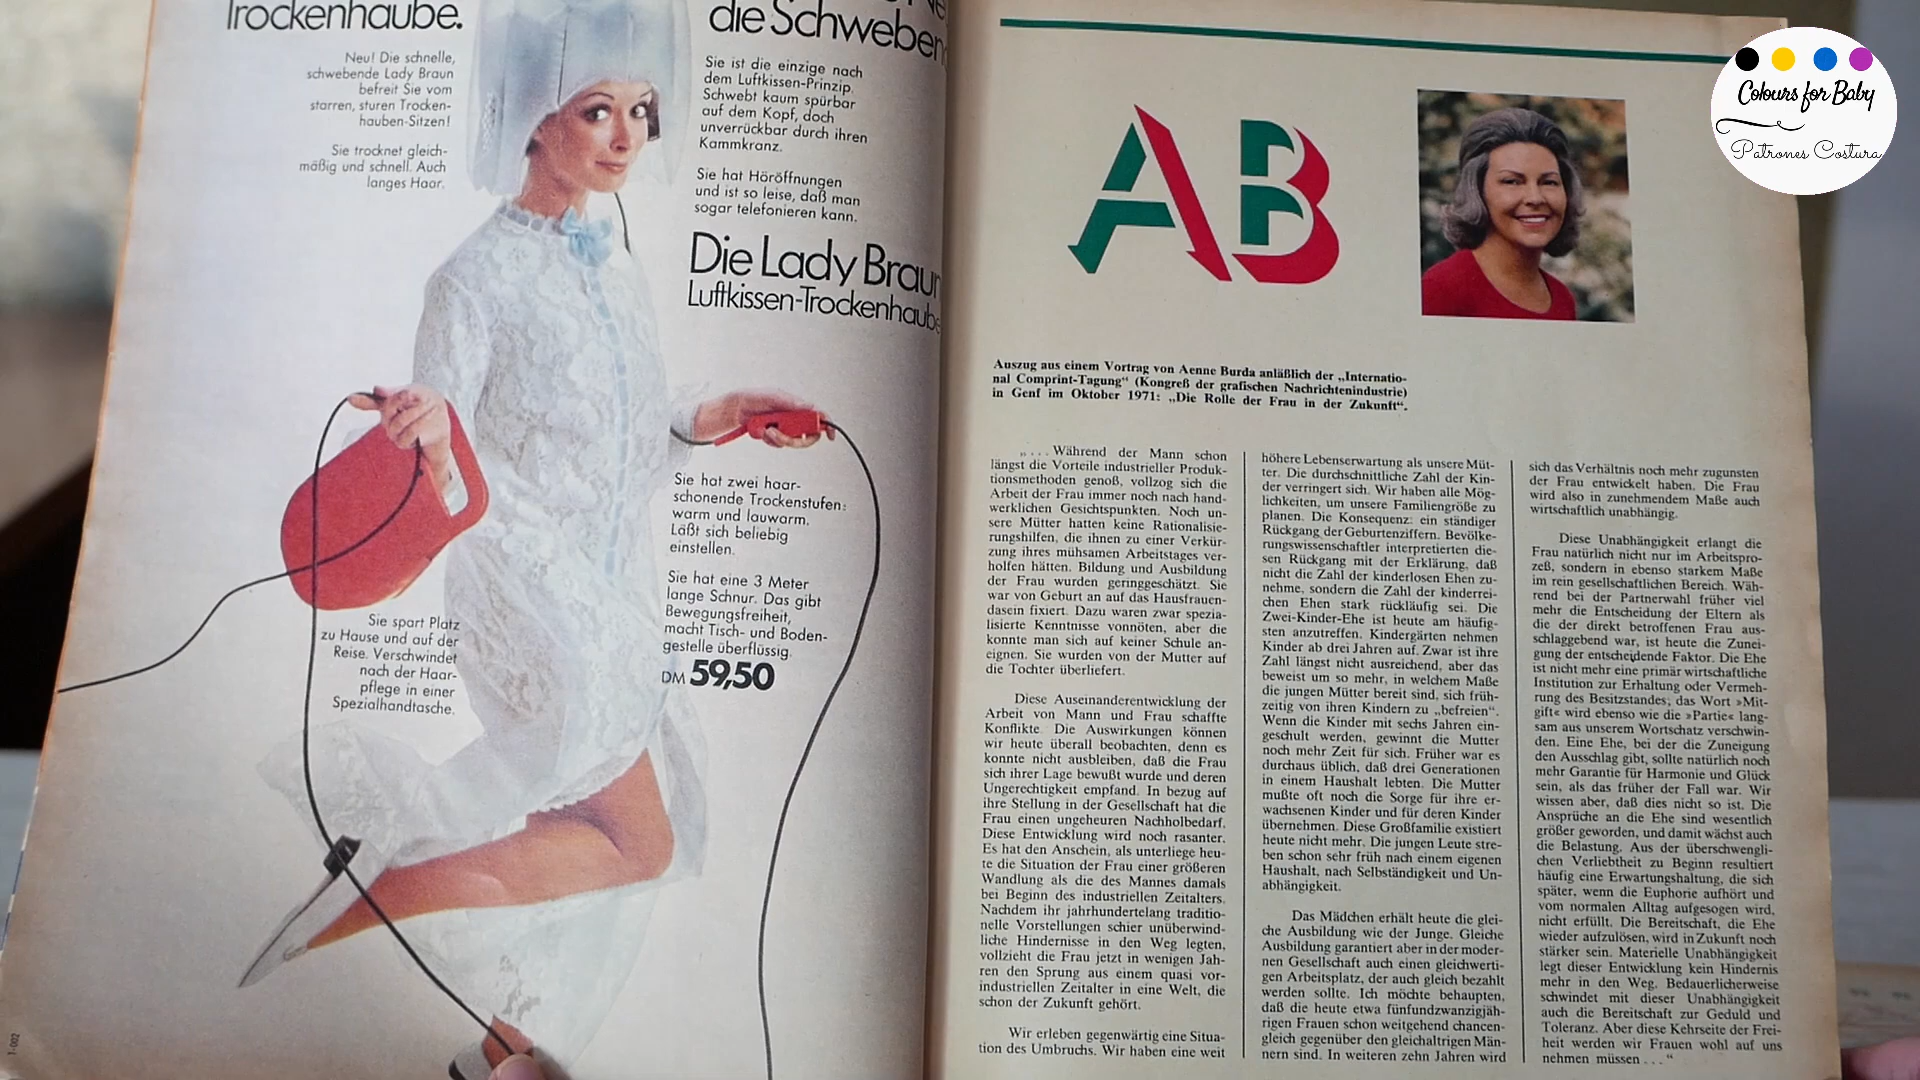 Trockenhaube.
Neu! Die schnelle,
schwebende Lady Braun
befreit Sie vom
starren, sturen Trocken-
hauben-Sitzen!
Sie trocknet gleich-
mäßig und schnell. Auch
langes Haar.
die Schweben
Sie ist die einzige nach
dem Luftkissen-Prinzip.
Schwebt kaum spürbar
auf dem Kopf, doch
unverrückbar durch ihren
Kammkranz.
Sie hat Höröffnungen
und ist so leise, daß man
sogar telefonieren kann.
Die Lady Braun
Luftkissen-Trockenhaube
Sie hat zwei haar-
schonende Trockenstufen:
warm und lauwarm.
Läßt sich beliebig
einstellen.
Sie hat eine 3 Meter
lange Schnur. Das gibt
Bewegungsfreiheit,
macht Tisch- und Boden-
gestelle überflüssig.
DM 59,50
Sie spart Platz
zu Hause und auf der
Reise. Verschwindet
nach der Haar-
pflege in einer
Spezialhandtasche.
T-002
AB
Colours for Baby
Patrones Costura
Auszug aus einem Vortrag von Aenne Burda anläßlich der „Internatio-
nal Comprint-Tagung“ (Kongreß der grafischen Nachrichtenindustrie)
in Genf im Oktober 1971: „Die Rolle der Frau in der Zukunft“.
„. . . Während der Mann schon
längst die Vorteile industrieller Produk-
tionsmethoden genoß, vollzog sich die
Arbeit der Frau immer noch nach hand-
werklichen Gesichtspunkten. Noch un-
sere Mütter hatten keine Rationalisie-
rungshilfen, die ihnen zu einer Verkür-
zung ihres mühsamen Arbeitstages ver-
holfen hätten. Bildung und Ausbildung
der Frau wurden geringgeschätzt. Sie
war von Geburt an auf das Hausfrauen-
dasein fixiert. Dazu waren zwar spezia-
lisierte Kenntnisse vonnöten, aber die
konnte man sich auf keiner Schule an-
eignen. Sie wurden von der Mutter auf
die Tochter überliefert.
Diese Auseinanderentwicklung der
Arbeit von Mann und Frau schaffte
Konflikte. Die Auswirkungen können
wir heute überall beobachten, denn es
konnte nicht ausbleiben, daß die Frau
sich ihrer Lage bewußt wurde und deren
Ungerechtigkeit empfand. In bezug auf
ihre Stellung in der Gesellschaft hat die
Frau einen ungeheuren Nachholbedarf.
Diese Entwicklung wird noch rasanter.
Es hat den Anschein, als unterliege heu-
te die Situation der Frau einer größeren
Wandlung als die des Mannes damals
bei Beginn des industriellen Zeitalters.
Nachdem ihr jahrhundertelang traditio-
nelle Vorstellungen schier unüberwind-
liche Hindernisse in den Weg legten,
vollzieht die Frau jetzt in wenigen Jah-
ren den Sprung aus einem quasi vor-
industriellen Zeitalter in eine Welt, die
schon der Zukunft gehört.
Wir erleben gegenwärtig eine Situa-
tion des Umbruchs. Wir haben eine weit
höhere Lebenserwartung als unsere Müt-
ter. Die durchschnittliche Zahl der Kin-
der verringert sich. Wir haben alle Mög-
lichkeiten, um unsere Familiengröße zu
planen. Die Konsequenz: ein ständiger
Rückgang der Geburtenziffern. Bevölke-
rungswissenschaftler interpretieren die-
sen Rückgang mit der Erklärung, daß
nicht die Zahl der kinderlosen Ehen zu-
nehme, sondern die Zahl der kinderrei-
chen Ehen stark rückläufig sei. Die
Zwei-Kinder-Ehe ist heute am häufig-
sten anzutreffen. Kindergärten nehmen
Kinder ab drei Jahren auf. Zwar ist ihre
Zahl längst nicht ausreichend, aber das
beweist um so mehr, in welchem Maße
die jungen Mütter bereit sind, sich früh-
zeitig von ihren Kindern zu „befreien“.
Wenn die Kinder mit sechs Jahren ein-
geschult werden, gewinnt die Mutter
noch mehr Zeit für sich. Früher war es
durchaus üblich, daß drei Generationen
in einem Haushalt lebten. Die Mutter
mußte oft noch die Sorge für ihre er-
wachsenen Kinder und für deren Kinder
übernehmen. Diese Großfamilie existiert
heute nicht mehr. Die jungen Leute stre-
ben schon sehr früh nach einem eigenen
Haushalt, nach Selbständigkeit und Un-
abhängigkeit.
Das Mädchen erhält heute die glei-
che Ausbildung wie der Junge. Gleiche
Ausbildung garantiert aber in der moder-
nen Gesellschaft auch einen gleichwerti-
gen Arbeitsplatz, der auch gleich bezahlt
werden sollte. Ich möchte behaupten,
daß die heute etwa fünfundzwanzigjäh-
rigen Frauen schon weitgehend chancen-
gleich gegenüber den gleichaltrigen Män-
nern sind. In weiteren zehn Jahren wird
sich das Verhältnis noch mehr zugunsten
der Frau entwickelt haben. Die Frau
wird also in zunehmendem Maße auch
wirtschaftlich unabhängig.
Diese Unabhängigkeit erlangt die
Frau natürlich nicht nur im Arbeitspro-
zeß, sondern in ebenso starkem Maße
im rein gesellschaftlichen Bereich. Wäh-
rend bei der Partnerwahl früher viel
mehr die Entscheidung der Eltern als
die der direkt betroffenen Frau aus-
schlaggebend war, ist heute die Zunei-
gung der entscheidende Faktor. Die Ehe
ist nicht mehr eine primär wirtschaftliche
Institution zur Erhaltung oder Vermeh-
rung des Besitzstandes; das Wort »Mit-
gift« wird ebenso wie die »Partie« lang-
sam aus unserem Wortschatz verschwin-
den. Eine Ehe, bei der die Zuneigung
den Ausschlag gibt, sollte natürlich noch
mehr Garantie für Harmonie und Glück
sein, als das früher der Fall war. Wir
wissen aber, daß dies nicht so ist. Die
Ansprüche an die Ehe sind wesentlich
größer geworden, und damit wächst auch
die Belastung. Aus der überschwengli-
chen Verliebtheit zu Beginn resultiert
häufig eine Erwartungshaltung, die sich
später, wenn die Euphorie aufhört und
vom normalen Alltag aufgesogen wird,
nicht erfüllt. Die Bereitschaft, die Ehe
wieder aufzulösen, wird in Zukunft noch
stärker sein. Materielle Unabhängigkeit
legt dieser Entwicklung kein Hindernis
mehr in den Weg. Bedauerlicherweise
schwindet mit dieser Unabhängigkeit
auch die Bereitschaft zur Geduld und
Toleranz. Aber diese Kehrseite der Frei-
heit werden wir Frauen wohl auf uns
nehmen müssen . . . “